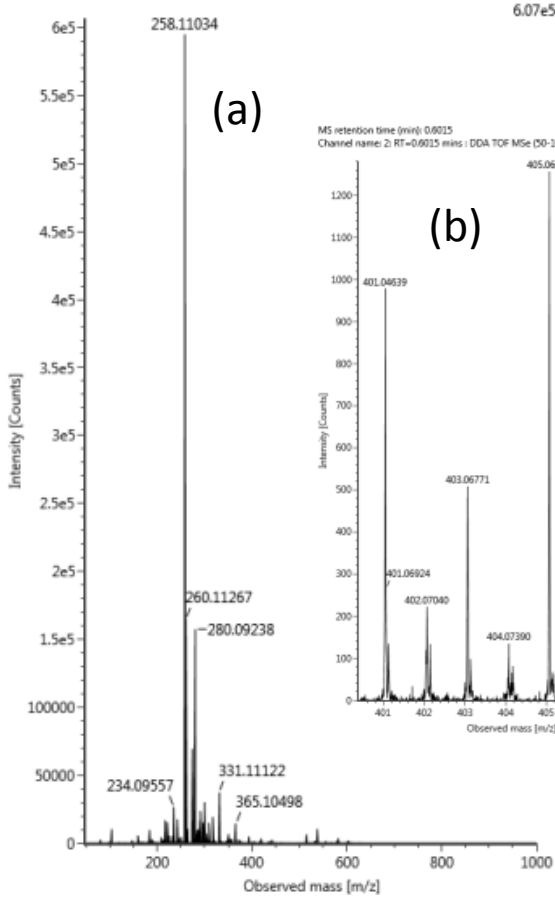 6.07e5
6e5
258.11034
(a)
5.5e5
MS retention time (min): 0.6015
Channel name: 2: RT=0.6015 mins : DDA TOF MSe (50-1
5e5
405.06
1200
(b)
4.5e5
1100
1000
401.04639
4e5
900
800
3.5e5
700
Intensity [Counts]
Intensity [Counts]
600
3e5
403.06771
500
400
2.5e5
300
401.06924
402.07040
2e5
200
404.07390
260.11267
100
1.5e5
280.09238
0
401
402
403
404
405
Observed mass [m/z]
100000
50000
234.09557
331.11122
365.10498
0
200
400
600
800
1000
Observed mass [m/z]